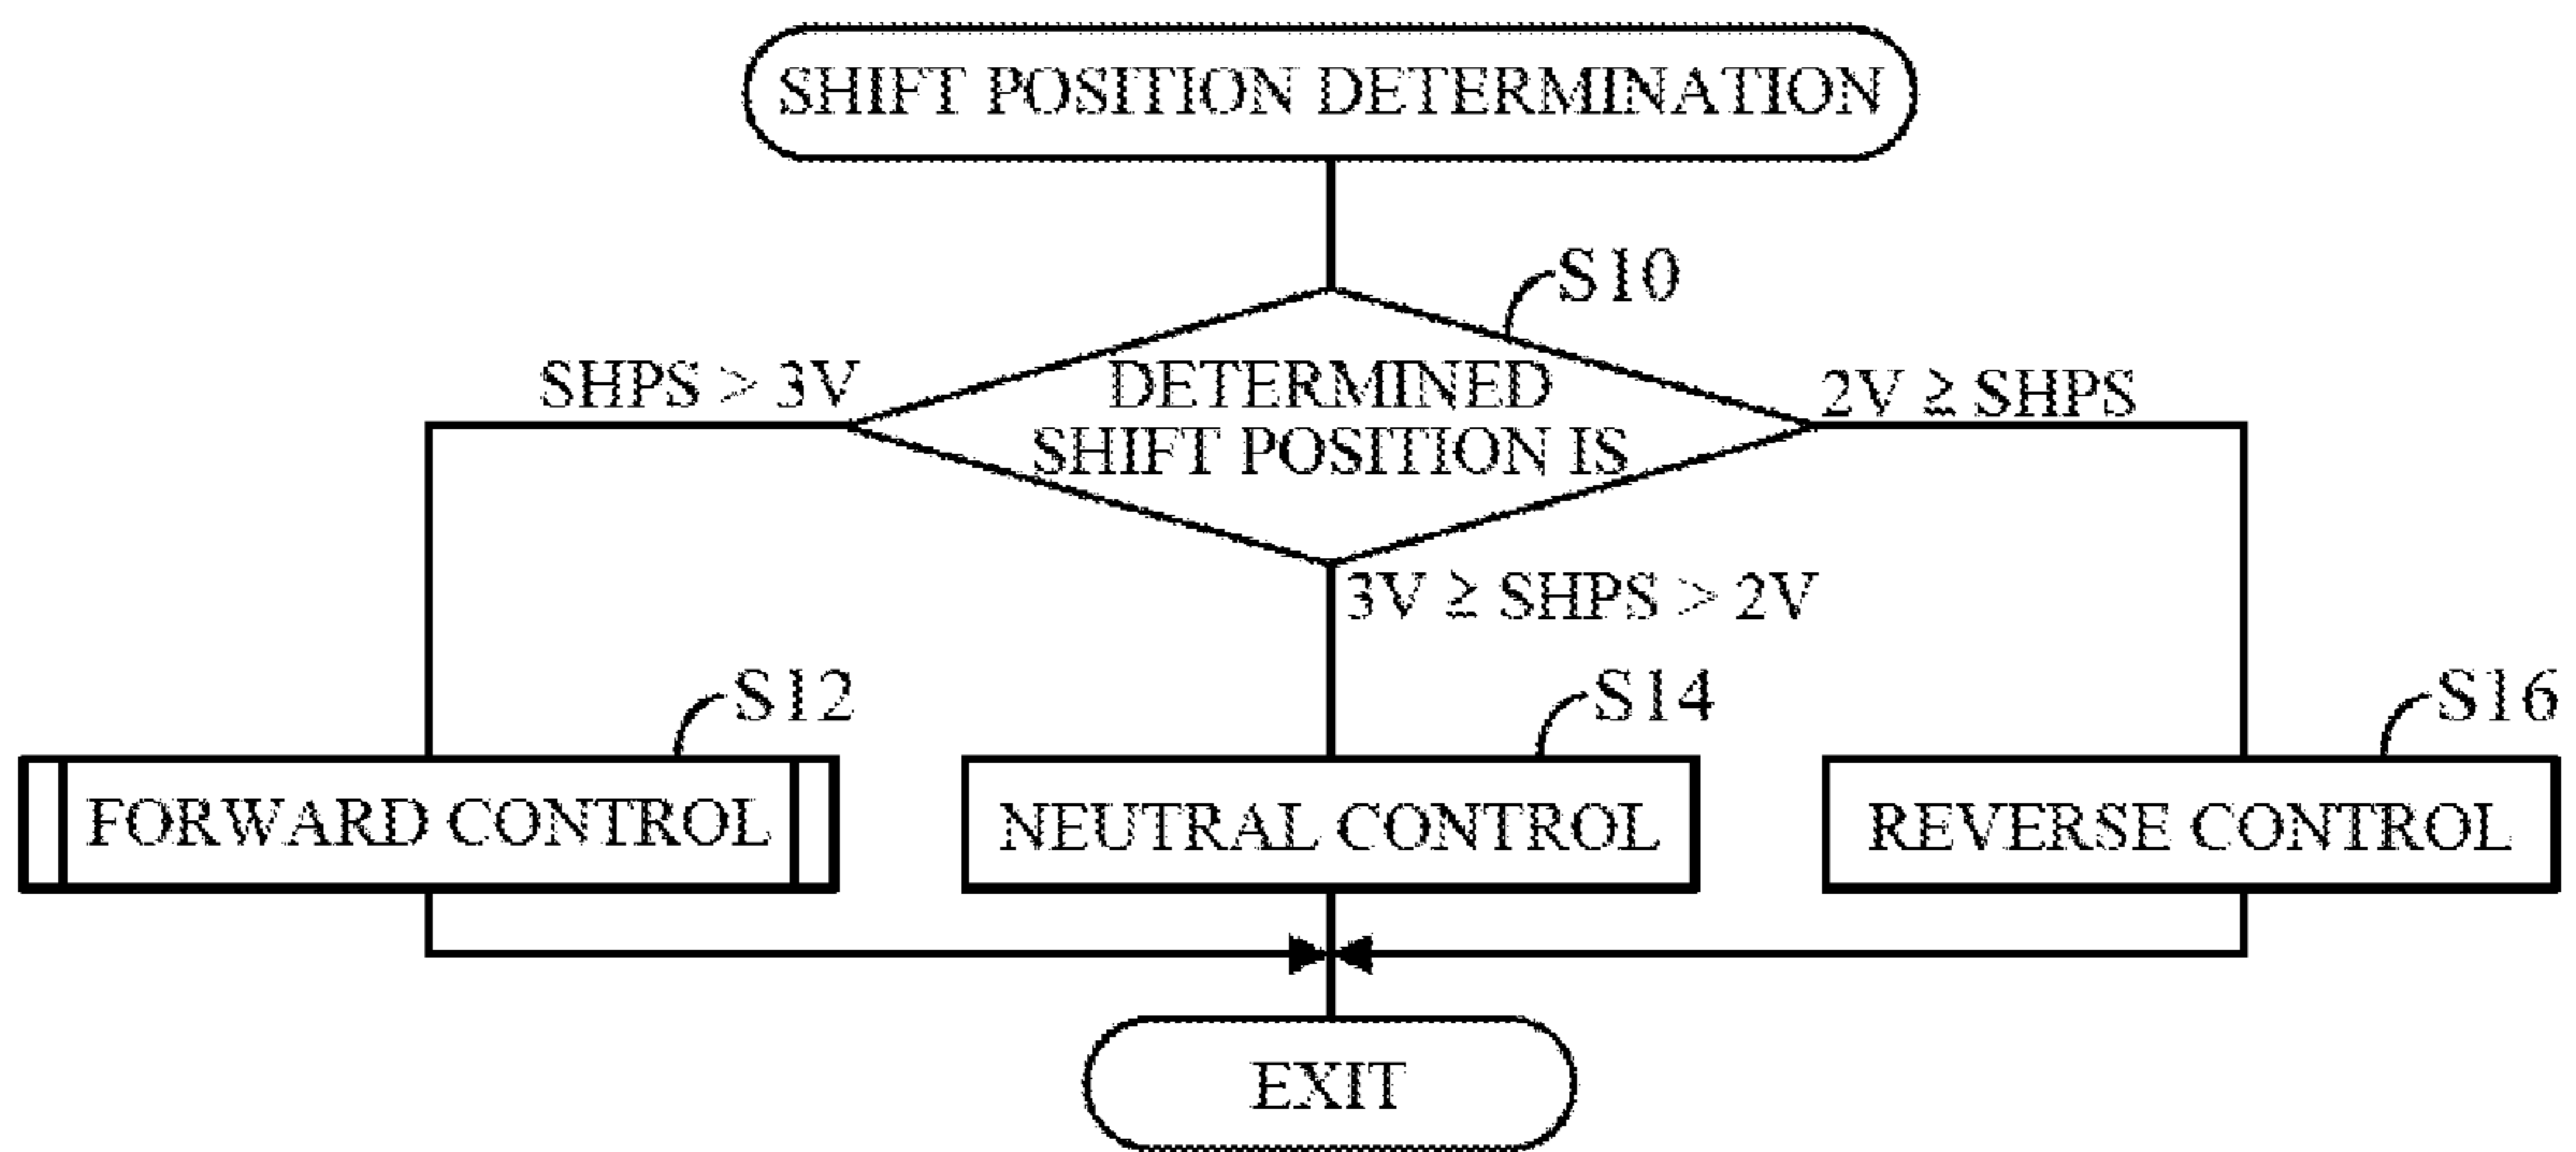 SHIFT POSITION DETERMINATION
S10
SHPS > 3V
DETERMINED
SHIFT POSITION IS
2V ≧ SHPS
3V ≧ SHPS > 2V
S12
S14
S16
FORWARD CONTROL
NEUTRAL CONTROL
REVERSE CONTROL
EXIT